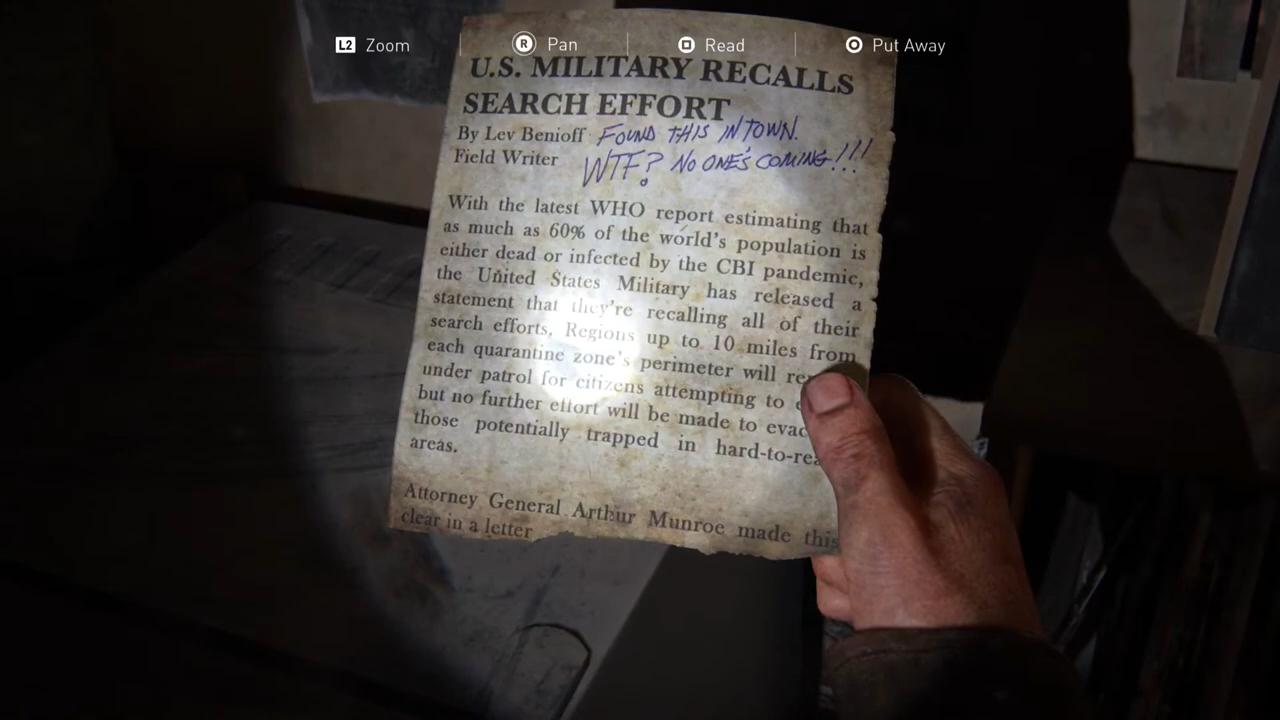 L2 Zoom R Pan Read Put Away
U.S. MILITARY RECALLS
SEARCH EFFORT
By Lev Benioff FOUND THIS IN TOWN.
Field Writer WTF? NO ONE'S COMING!!!
With the latest WHO report estimating that
as much as 60% of the world's population is
either dead or infected by the CBI pandemic,
the United States Military has released a
statement that they're recalling all of their
search efforts. Regions up to 10 miles from
each quarantine zone's perimeter will
under patrol for citizens attempting to
but no further effort will be made to
those potentially trapped in
areas.
Attorney General Arthur Munroe made this
clear in a letter